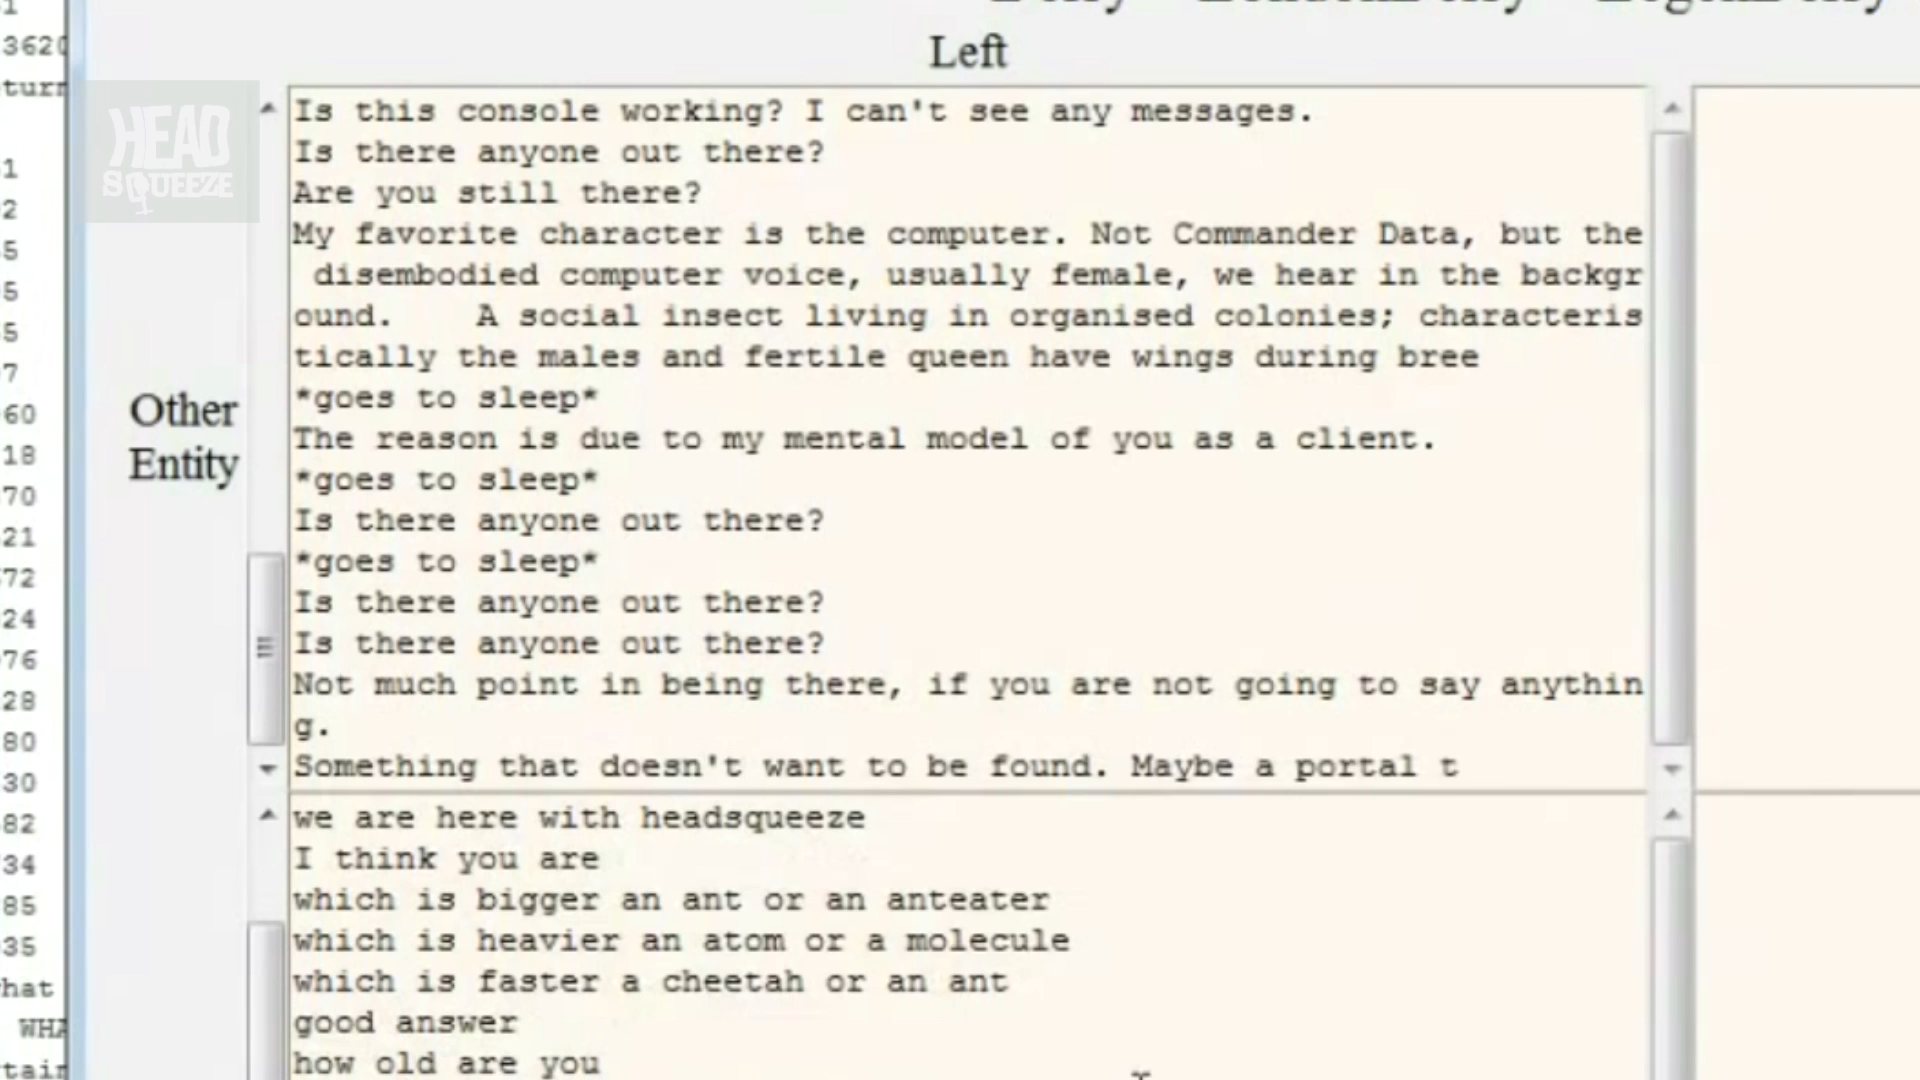 Left
HEAD
SQUEEZE
Other
Entity
Is this console working? I can't see any messages.
Is there anyone out there?
Are you still there?
My favorite character is the computer. Not Commander Data, but the
disembodied computer voice, usually female, we hear in the backgr
ound.    A social insect living in organised colonies; characteris
tically the males and fertile queen have wings during bree
*goes to sleep*
The reason is due to my mental model of you as a client.
*goes to sleep*
Is there anyone out there?
*goes to sleep*
Is there anyone out there?
Is there anyone out there?
Not much point in being there, if you are not going to say anythin
g.
Something that doesn't want to be found. Maybe a portal t
we are here with headsqueeze
I think you are
which is bigger an ant or an anteater
which is heavier an atom or a molecule
which is faster a cheetah or an ant
good answer
how old are you